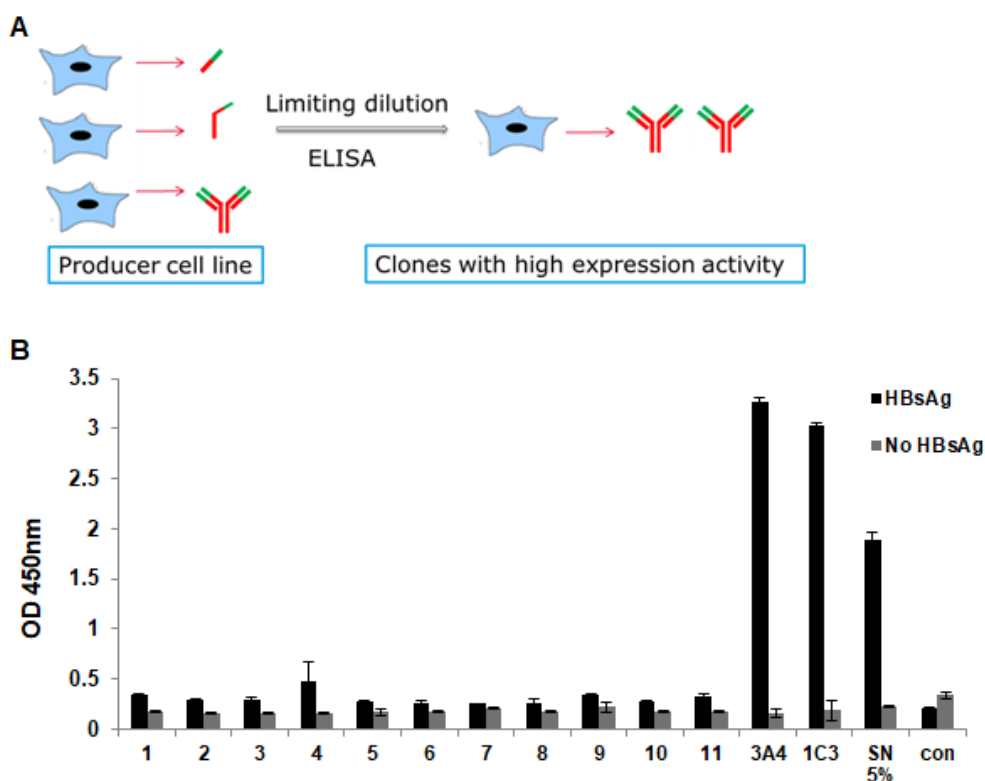 A
Limiting dilution
ELISA
Producer cell line
Clones with high expression activity
B
3.5
3
2.5
2
1.5
1
0.5
0
OD 450nm
HBsAg
No HBsAg
1 2 3 4 5 6 7 8 9 10 11 3A4 1C3 SN con
5%